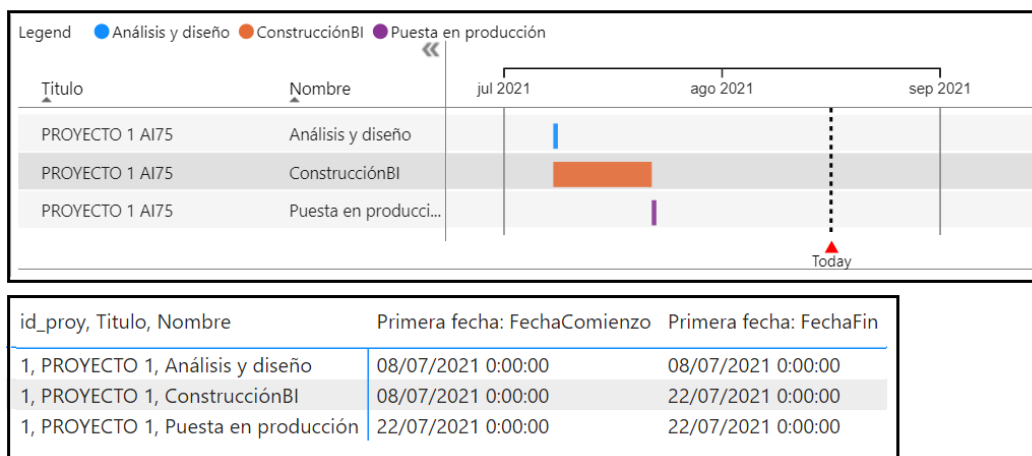 Legend Análisis y diseño ConstrucciónBI Puesta en producción
Titulo Nombre jul 2021 ago 2021 sep 2021
PROYECTO 1 AI75 Análisis y diseño
PROYECTO 1 AI75 ConstrucciónBI
PROYECTO 1 AI75 Puesta en producci...
Today
id_proy, Titulo, Nombre Primera fecha: FechaComienzo Primera fecha: FechaFin
1, PROYECTO 1, Análisis y diseño 08/07/2021 0:00:00 08/07/2021 0:00:00
1, PROYECTO 1, ConstrucciónBI 08/07/2021 0:00:00 22/07/2021 0:00:00
1, PROYECTO 1, Puesta en producción 22/07/2021 0:00:00 22/07/2021 0:00:00